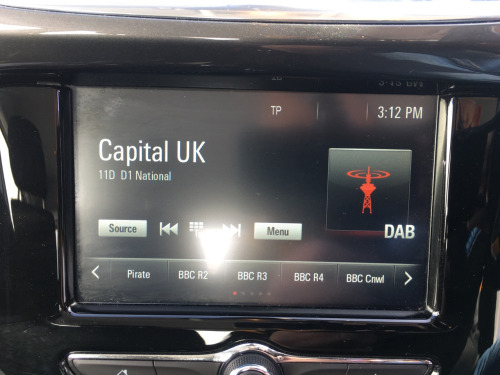 TP
3:12 PM
Capital UK
11D D1 National
Source
Menu
DAB
Pirate
BBC R2
BBC R3
BBC R4
BBC Cnwl